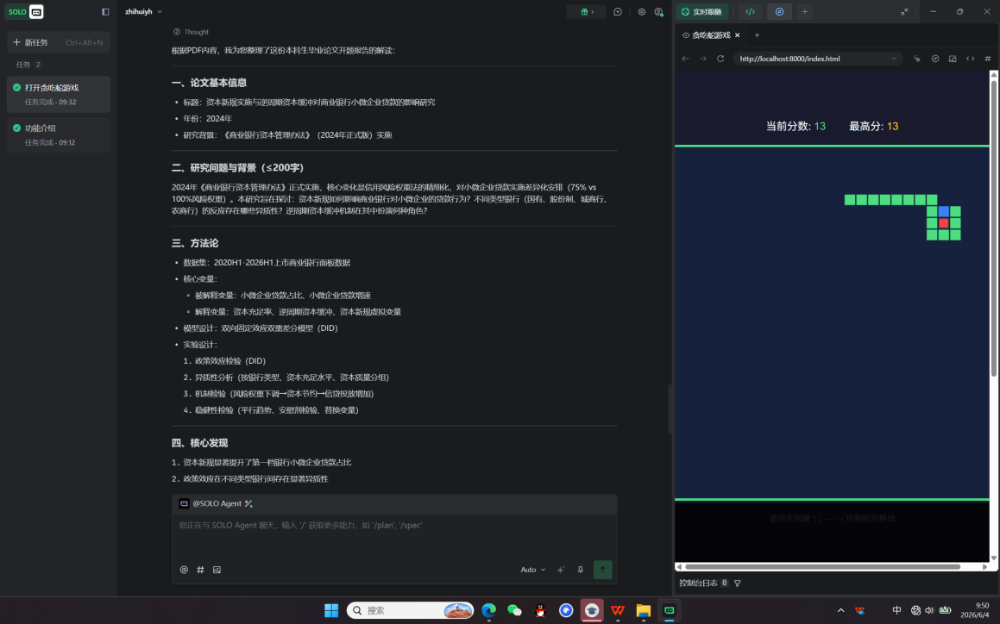 SOLO
新任务 Ctrl+Alt+N
任务 2
打开贪吃蛇游戏
任务完成 - 09:32
功能介绍
任务完成 - 09:12
zhihuiyh
Thought
根据PDF内容，我为您整理了这份本科生毕业论文开题报告的解读：
一、论文基本信息
• 标题：资本新规实施与逆周期资本缓冲对商业银行小微企业贷款的影响研究
• 年份：2024年
• 研究背景：《商业银行资本管理办法》（2024年正式版）实施
二、研究问题与背景（≤200字）
2024年《商业银行资本管理办法》正式实施，核心变化是信用风险权重法的精细化，对小微企业贷款实施差异化安排（75% vs
100%风险权重）。本研究旨在探讨：资本新规如何影响商业银行对小微企业的贷款行为？不同类型银行（国有、股份制、城商行、
农商行）的反应存在哪些异质性？逆周期资本缓冲机制在其中扮演何种角色？
三、方法论
• 数据集：2020H1-2026H1上市商业银行面板数据
• 核心变量：
◦ 被解释变量：小微企业贷款占比、小微企业贷款增速
◦ 解释变量：资本充足率、逆周期资本缓冲、资本新规虚拟变量
• 模型设计：双向固定效应双重差分模型（DID）
• 实验设计：
1. 政策效应检验（DID）
2. 异质性分析（按银行类型、资本充足水平、资本质量分组）
3. 机制检验（风险权重下调→资本节约→信贷投放增加）
4. 稳健性检验（平行趋势、安慰剂检验、替换变量）
四、核心发现
1. 资本新规显著提升了第一档银行小微企业贷款占比
2. 政策效应在不同类型银行间存在显著异质性
@SOLO Agent
您正在与 SOLO Agent 聊天，输入 '/' 获取更多能力，如 '/plan', '/spec'
Auto
实时跟随
贪吃蛇游戏
http://localhost:8000/index.html
当前分数: 13 最高分: 13
使用方向键 ↑ ↓ ← → 控制蛇的移动
控制台日志 0
搜索
中
9:50
2026/6/4